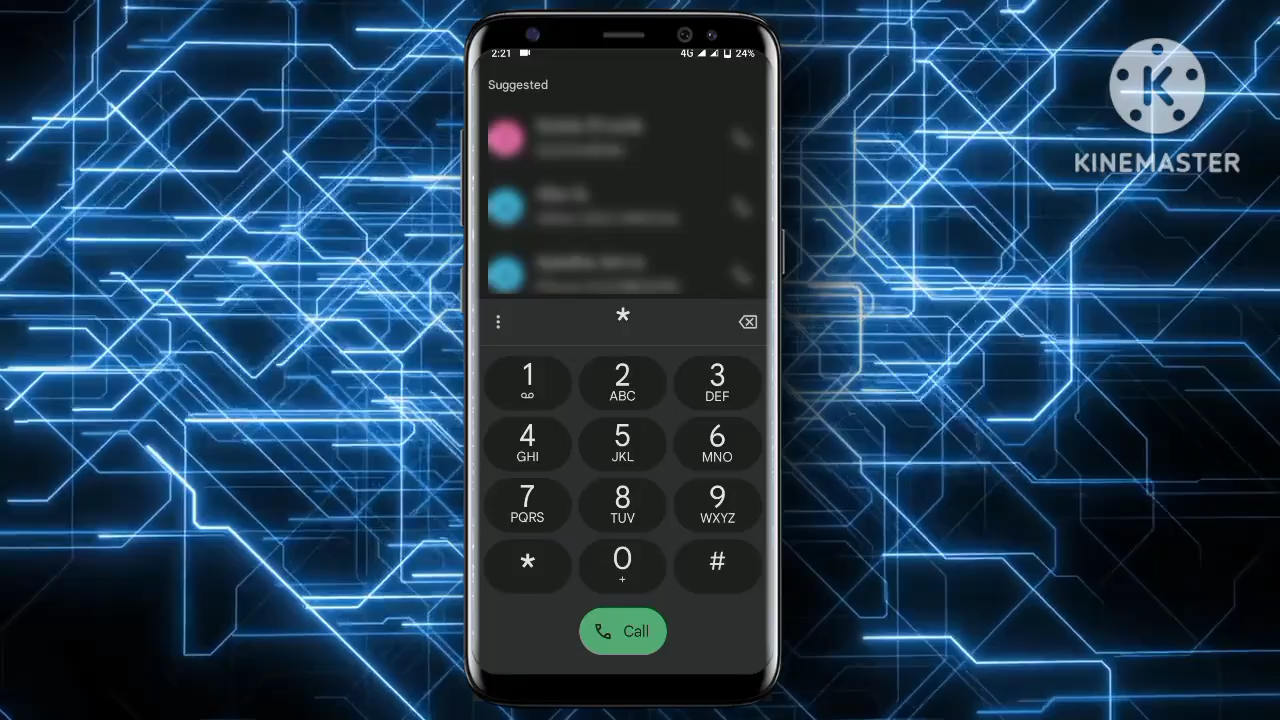 2:21 4G 24%
Suggested
*
1 2 3
ABC DEF
4 5 6
GHI JKL MNO
7 8 9
PQRS TUV WXYZ
* 0 #
+
Call
K
KINEMASTER